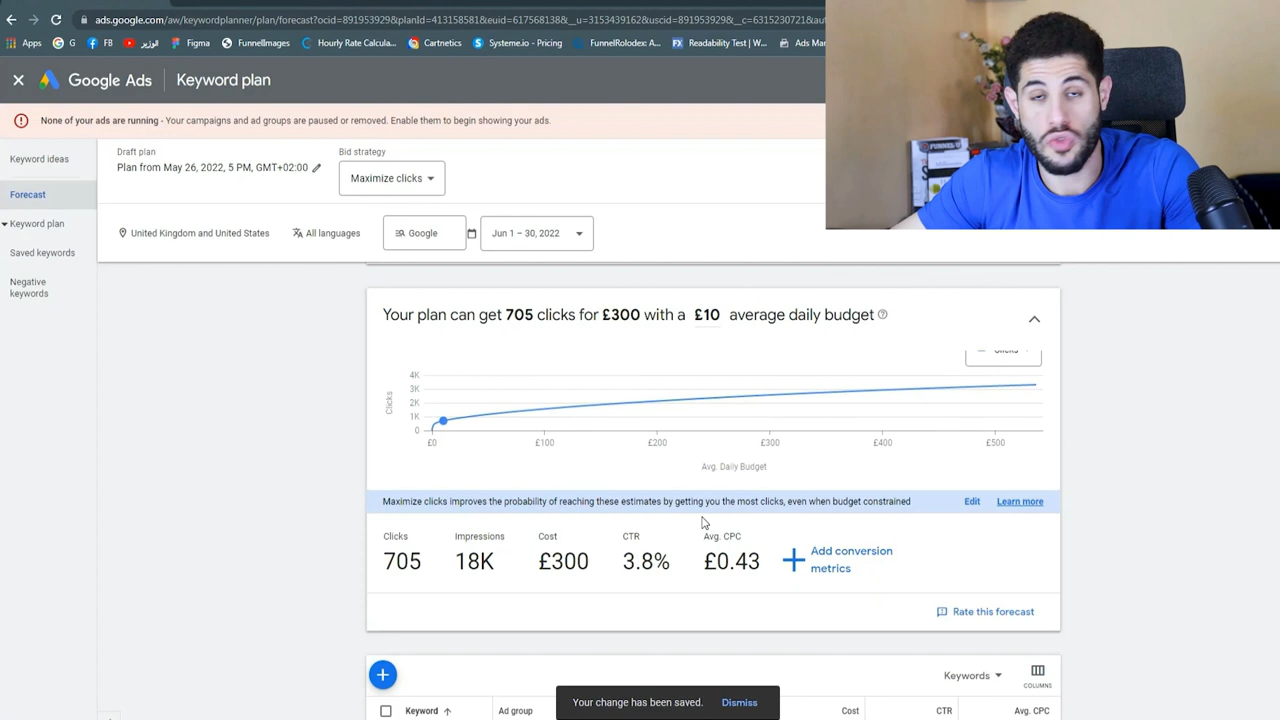 ads.google.com/aw/keywordplanner/plan/forecast?ocid=891953929&planId=413158581&euid=617568138&__u=3153439162&uscid=891953929&__c=6315230721&aut
Apps
G
FB
الوزير
Figma
FunnelImages
Hourly Rate Calcula...
Cartnetics
Systeme.io - Pricing
FunnelRolodex: A...
Readability Test | W...
Ads Mar
Google Ads
Keyword plan
None of your ads are running - Your campaigns and ad groups are paused or removed. Enable them to begin showing your ads.
Keyword ideas
Forecast
Keyword plan
Saved keywords
Negative
keywords
Draft plan
Plan from May 26, 2022, 5 PM, GMT+02:00
Bid strategy
Maximize clicks
United Kingdom and United States
All languages
Google
Jun 1 – 30, 2022
Your plan can get 705 clicks for £300 with a £10 average daily budget
Clicks
Clicks
4K
3K
2K
1K
0
£0
£100
£200
£300
£400
£500
Avg. Daily Budget
Maximize clicks improves the probability of reaching these estimates by getting you the most clicks, even when budget constrained
Edit
Learn more
Clicks
705
Impressions
18K
Cost
£300
CTR
3.8%
Avg. CPC
£0.43
Add conversion
metrics
Rate this forecast
Keywords
COLUMNS
Keyword
Ad group
Cost
CTR
Avg. CPC
Your change has been saved.
Dismiss